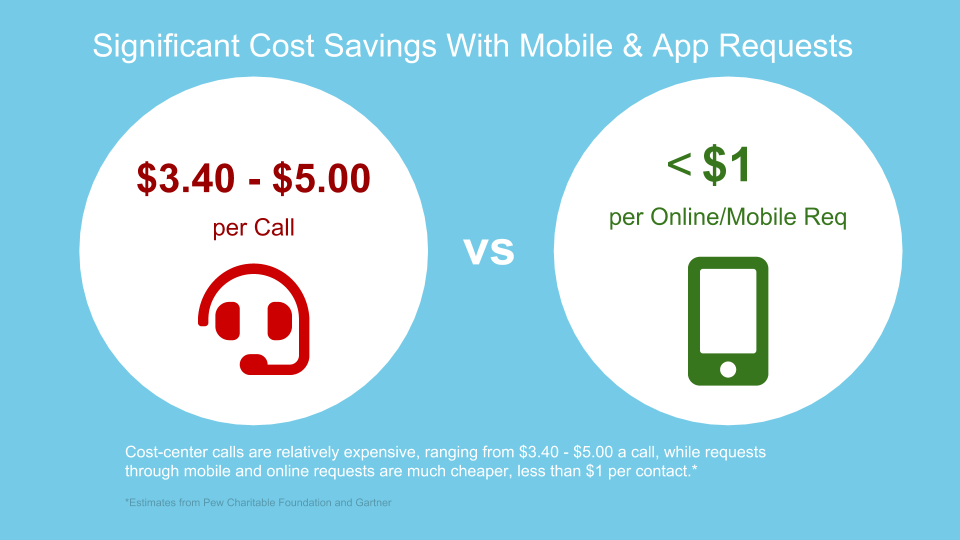 Significant Cost Savings With Mobile & App Requests
$3.40 - $5.00
per Call
vs
< $1
per Online/Mobile Req
Cost-center calls are relatively expensive, ranging from $3.40 - $5.00 a call, while requests
through mobile and online requests are much cheaper, less than $1 per contact.*
*Estimates from Pew Charitable Foundation and Gartner